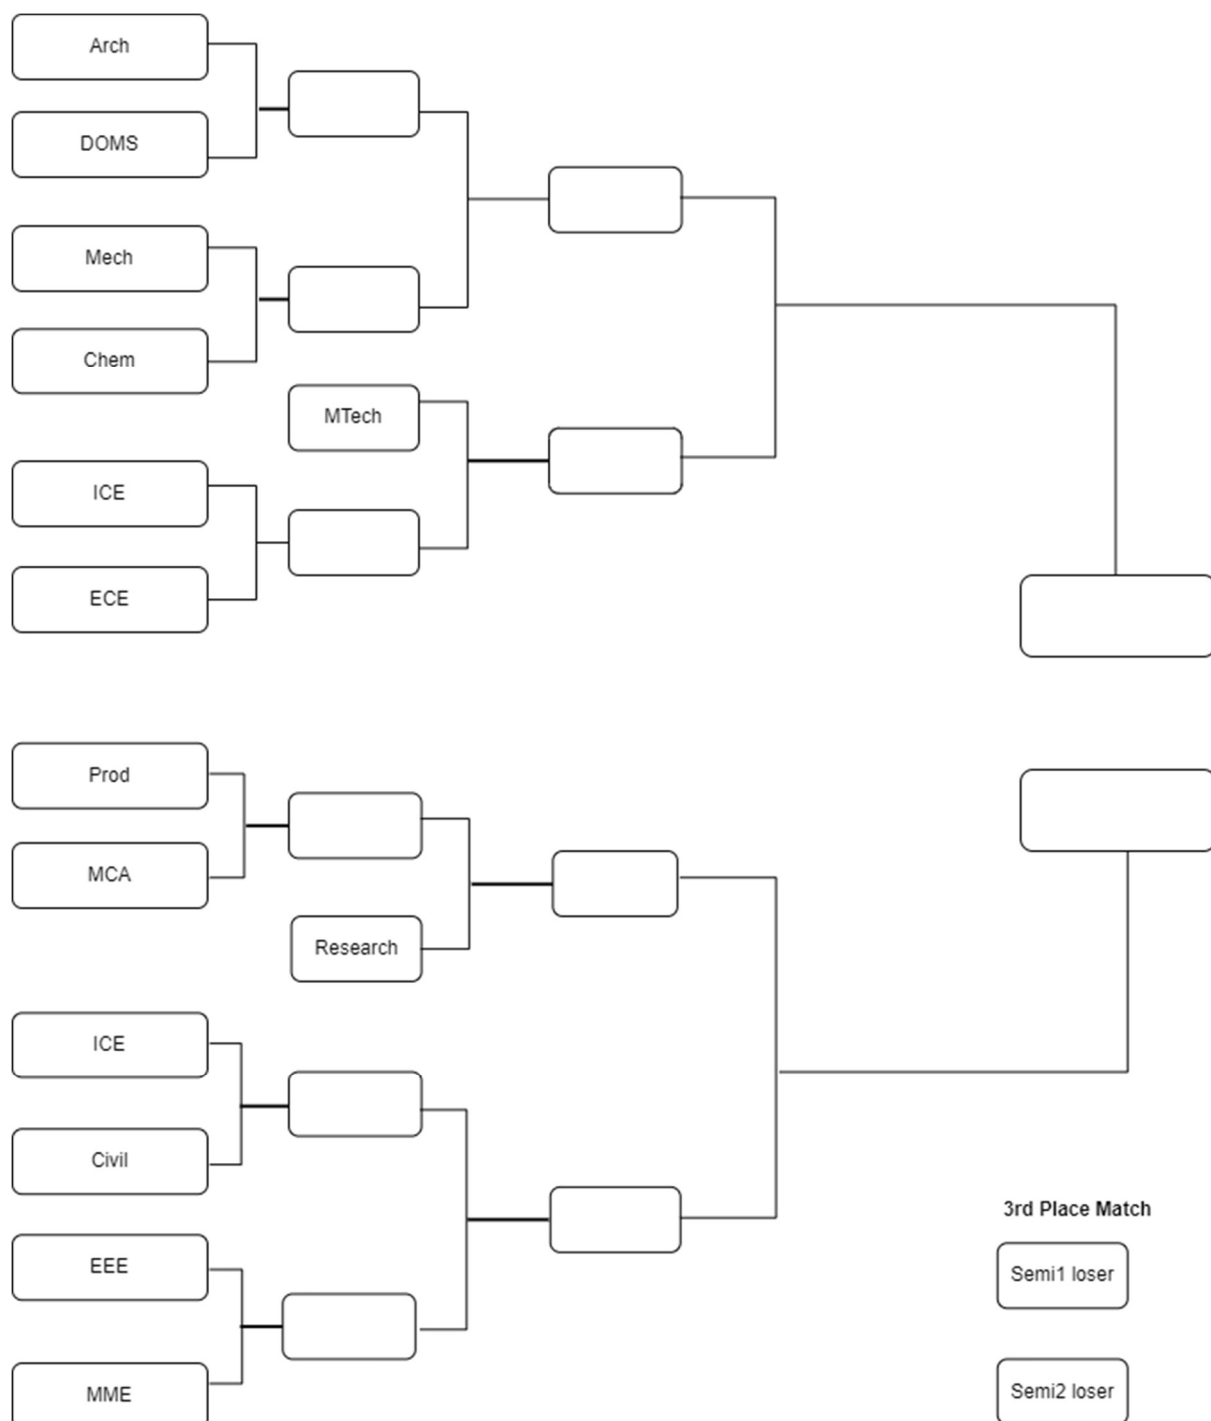 Arch
DOMS
Mech
Chem
MTech
ICE
ECE
Prod
MCA
Research
ICE
Civil
EEE
MME
3rd Place Match
Semi1 loser
Semi2 loser